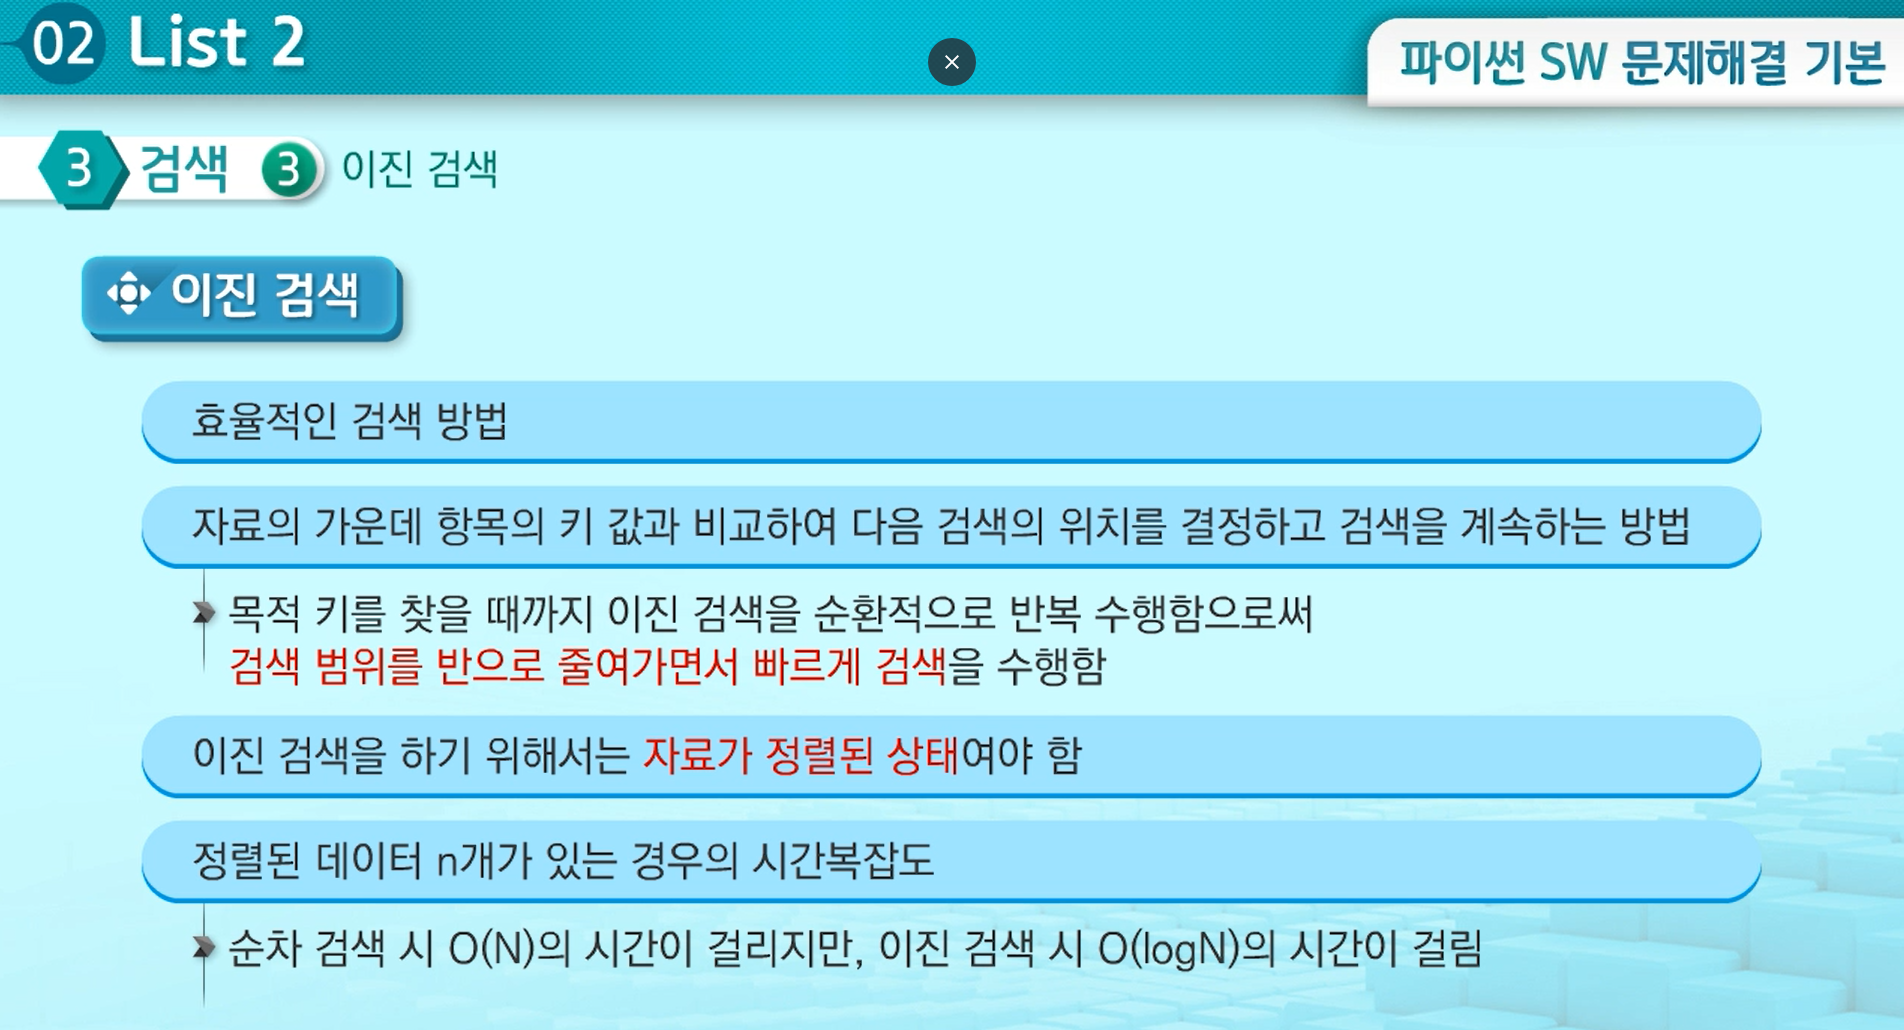 02 List 2
파이썬 SW 문제해결 기본
3 검색 3 이진 검색
이진 검색
효율적인 검색 방법
자료의 가운데 항목의 키 값과 비교하여 다음 검색의 위치를 결정하고 검색을 계속하는 방법
목적 키를 찾을 때까지 이진 검색을 순환적으로 반복 수행함으로써
검색 범위를 반으로 줄여가면서 빠르게 검색을 수행함
이진 검색을 하기 위해서는 자료가 정렬된 상태여야 함
정렬된 데이터 n개가 있는 경우의 시간복잡도
순차 검색 시 O(N)의 시간이 걸리지만, 이진 검색 시 O(logN)의 시간이 걸림